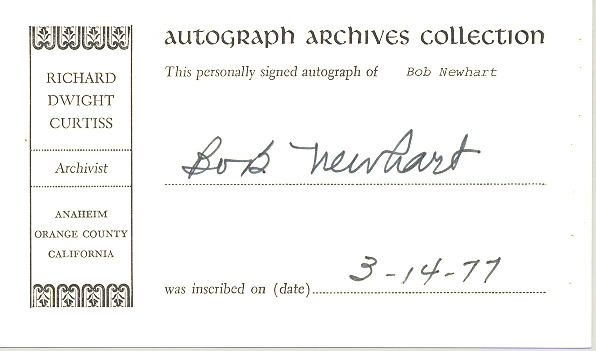 RICHARD
DWIGHT
CURTISS
Archivist
ANAHEIM
ORANGE COUNTY
CALIFORNIA
AUTOGRAPH ARCHIVES COLLECTION
This personally signed autograph of Bob Newhart
Bob Newhart
3-14-77
was inscribed on (date)